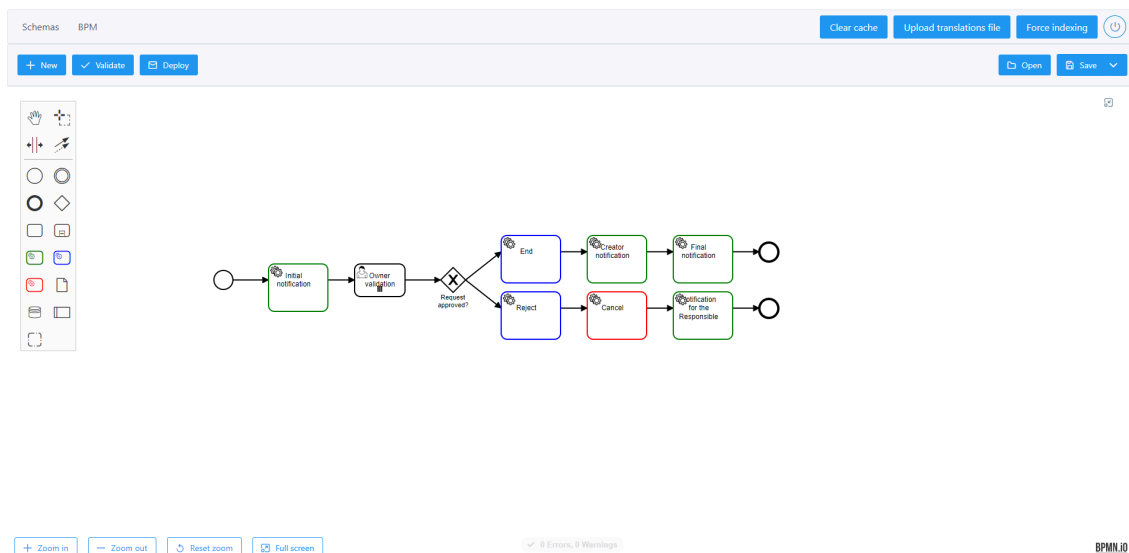 Schemas BPM Clear cache Upload translations file Force indexing
+ New Validate Deploy Open Save
End
Creator
notification
Final
notification
Initial
notification
Owner
validation
Request
approved?
Reject
Cancel
otification
for the
Responsible
+ Zoom in — Zoom out Reset zoom Full screen 0 Errors, 0 Warnings BPMN.iO